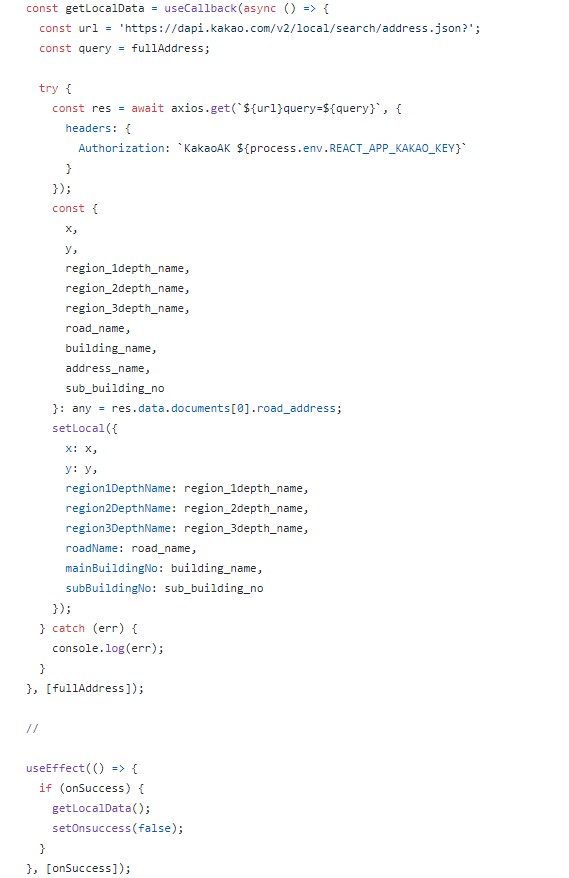 const getLocalData = useCallback(async () => {
  const url = 'https://dapi.kakao.com/v2/local/search/address.json?';
  const query = fullAddress;

  try {
    const res = await axios.get(`${url}query=${query}`, {
      headers: {
        Authorization: `KakaoAK ${process.env.REACT_APP_KAKAO_KEY}`
      }
    });
    const {
      x,
      y,
      region_1depth_name,
      region_2depth_name,
      region_3depth_name,
      road_name,
      building_name,
      address_name,
      sub_building_no
    }: any = res.data.documents[0].road_address;
    setLocal({
      x: x,
      y: y,
      region1DepthName: region_1depth_name,
      region2DepthName: region_2depth_name,
      region3DepthName: region_3depth_name,
      roadName: road_name,
      mainBuildingNo: building_name,
      subBuildingNo: sub_building_no
    });
  } catch (err) {
    console.log(err);
  }
}, [fullAddress]);

//

useEffect(() => {
  if (onSuccess) {
    getLocalData();
    setOnsuccess(false);
  }
}, [onSuccess]);